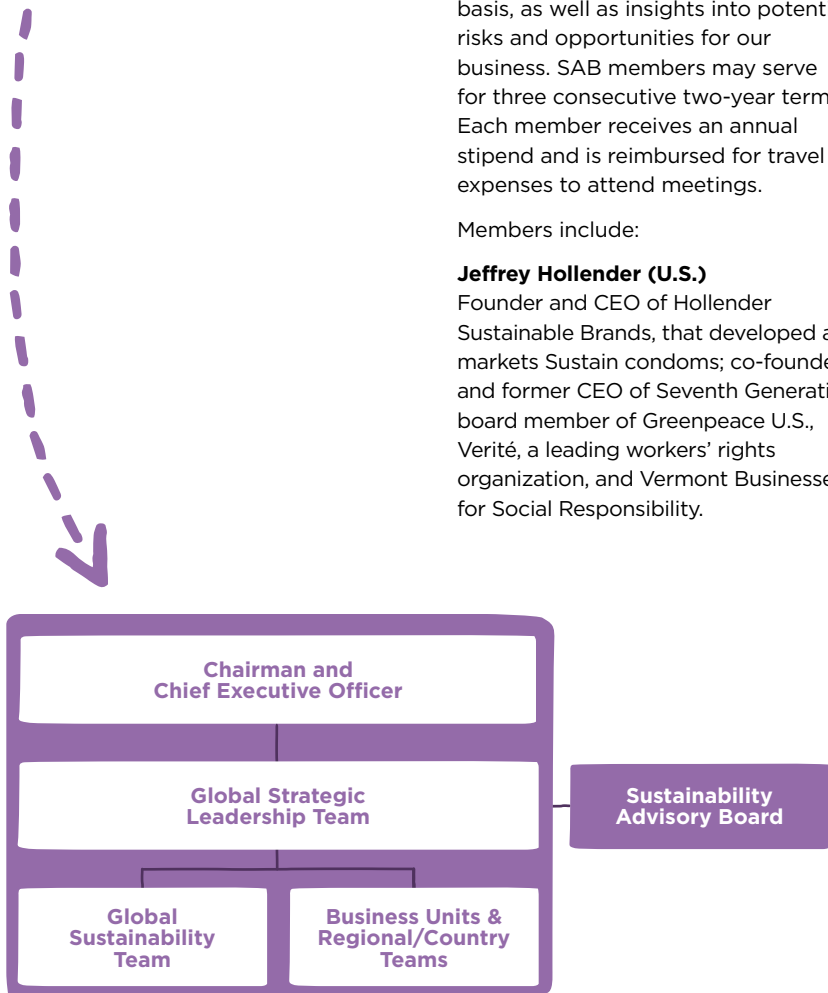 basis, as well as insights into potent
risks and opportunities for our
business. SAB members may serve
for three consecutive two-year term
Each member receives an annual
stipend and is reimbursed for travel
expenses to attend meetings.
Members include:
Jeffrey Hollender (U.S.)
Founder and CEO of Hollender
Sustainable Brands, that developed a
markets Sustain condoms; co-founde
and former CEO of Seventh Generati
board member of Greenpeace U.S.,
Verité, a leading workers' rights
organization, and Vermont Businesse
for Social Responsibility.
Chairman and
Chief Executive Officer
Global Strategic
Leadership Team
Sustainability
Advisory Board
Global
Sustainability
Team
Business Units &
Regional/Country
Teams